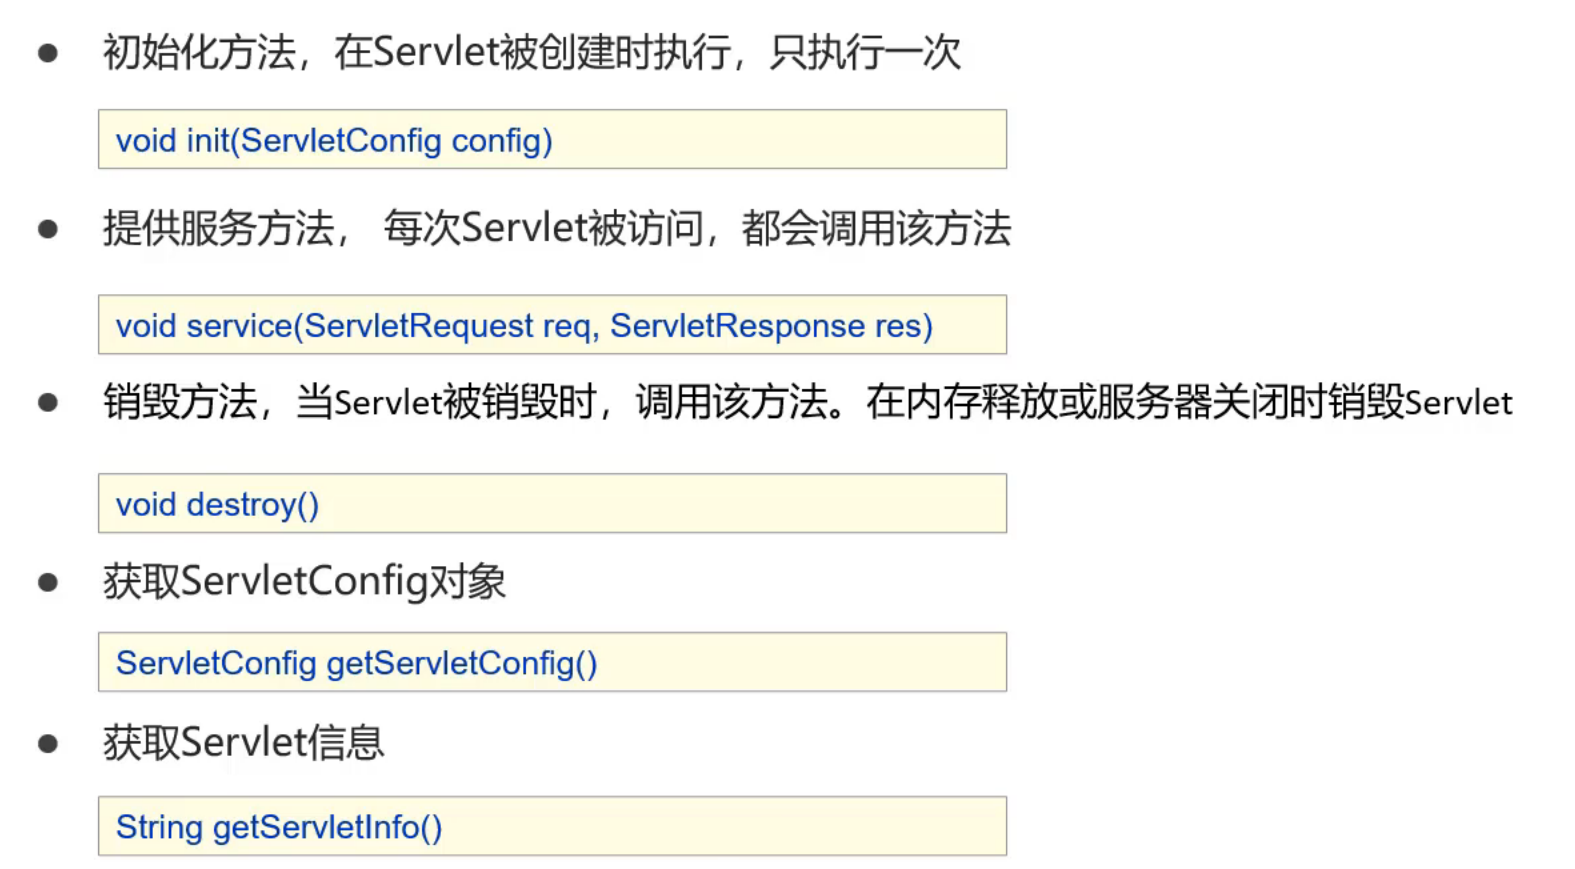 ● 初始化方法，在Servlet被创建时执行，只执行一次
void init(ServletConfig config)
● 提供服务方法， 每次Servlet被访问，都会调用该方法
void service(ServletRequest req, ServletResponse res)
● 销毁方法，当Servlet被销毁时，调用该方法。在内存释放或服务器关闭时销毁Servlet
void destroy()
● 获取ServletConfig对象
ServletConfig getServletConfig()
● 获取Servlet信息
String getServletInfo()